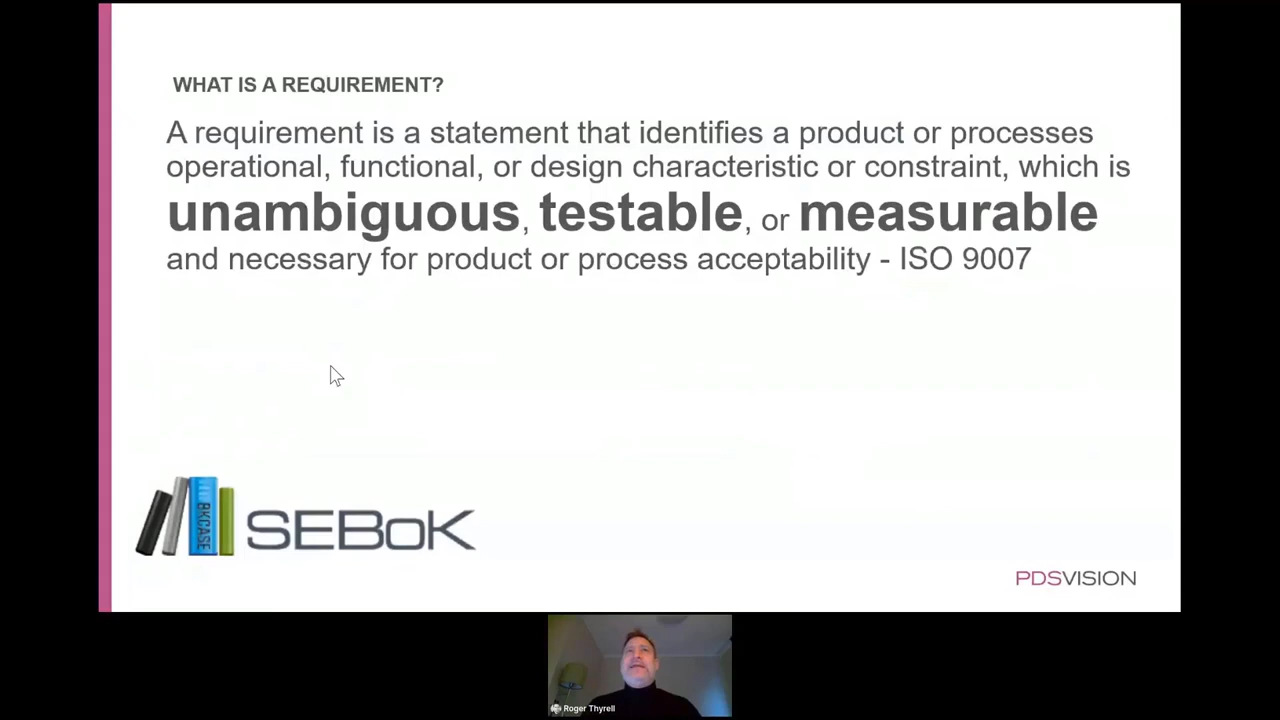 WHAT IS A REQUIREMENT?
A requirement is a statement that identifies a product or processes
operational, functional, or design characteristic or constraint, which is
unambiguous, testable, or measurable
and necessary for product or process acceptability - ISO 9007
BKCASE
SEBoK
PDSVISION
Roger Thyrell